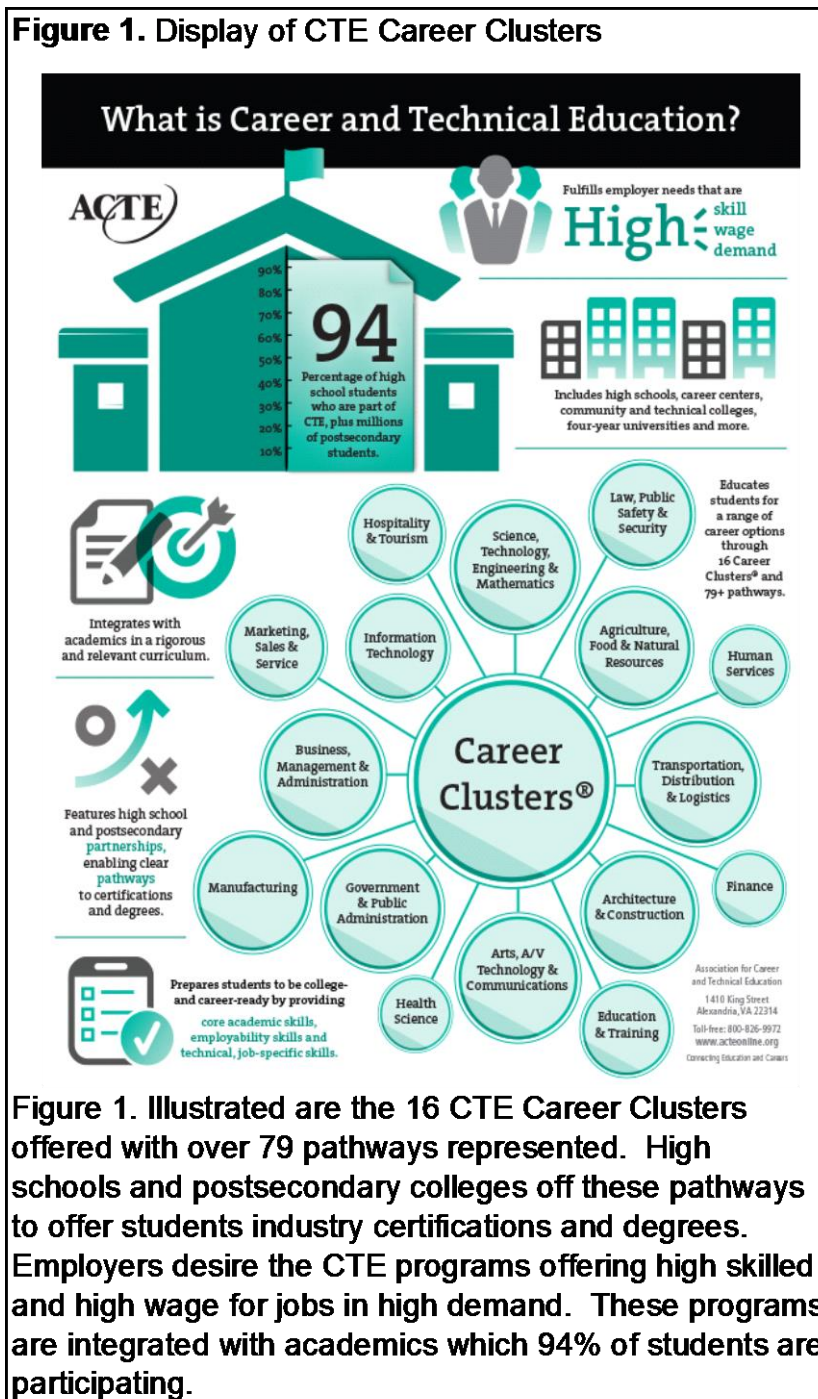 Figure 1. Display of CTE Career Clusters
What is Career and Technical Education?
ACTE
Fulfills employer needs that are
High
skill
wage
demand
90%
80%
70%
60%
50%
40%
30%
20%
10%
94
Percentage of high
school students
who are part of
CTE, plus millions
of postsecondary
students.
Includes high schools, career centers,
community and technical colleges,
four-year universities and more.
Integrates with
academics in a rigorous
and relevant curriculum.
Features high school
and postsecondary
partnerships,
enabling clear
pathways
to certifications
and degrees.
Prepares students to be college-
and career-ready by providing
core academic skills,
employability skills and
technical, job-specific skills.
Educates
students for
a range of
career options
through
16 Career
Clusters® and
79+ pathways.
Career
Clusters®
Hospitality
& Tourism
Science,
Technology,
Engineering &
Mathematics
Law, Public
Safety &
Security
Marketing,
Sales &
Service
Information
Technology
Agriculture,
Food & Natural
Resources
Human
Services
Business,
Management &
Administration
Transportation,
Distribution
& Logistics
Manufacturing
Government
& Public
Administration
Architecture
& Construction
Finance
Arts, A/V
Technology &
Communications
Health
Science
Education
& Training
Association for Career
and Technical Education
1410 King Street
Alexandria, VA 22314
Toll-free: 800-826-9972
www.acteonline.org
Connecting Education and Careers
Figure 1. Illustrated are the 16 CTE Career Clusters
offered with over 79 pathways represented. High
schools and postsecondary colleges off these pathways
to offer students industry certifications and degrees.
Employers desire the CTE programs offering high skilled
and high wage for jobs in high demand. These programs
are integrated with academics which 94% of students are
participating.